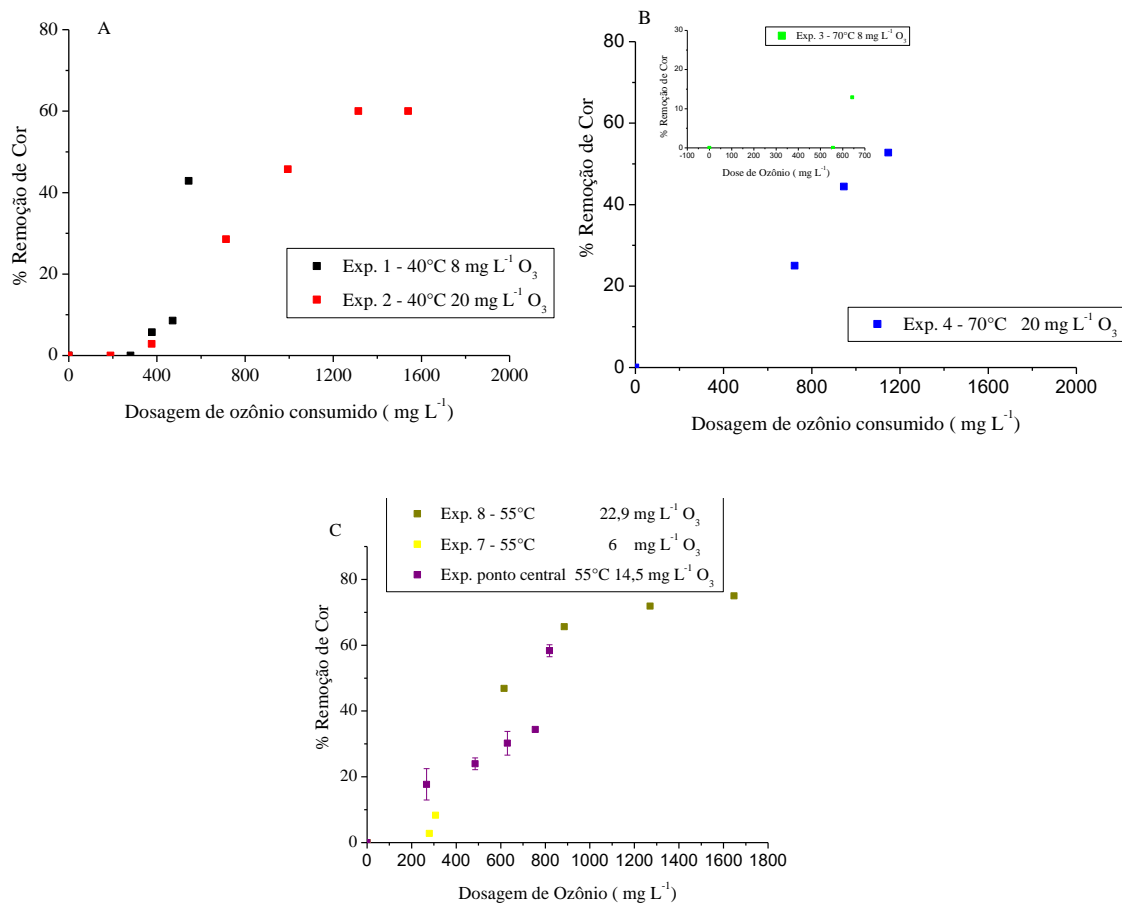 A
% Remoção de Cor
80
60
40
20
0
Exp. 1 - 40°C 8 mg L⁻¹ O₃
Exp. 2 - 40°C 20 mg L⁻¹ O₃
0 400 800 1200 1600 2000
Dosagem de ozônio consumido ( mg L⁻¹)
B
% Remoção de Cor
80
60
40
20
0
Exp. 3 - 70°C 8 mg L⁻¹ O₃
% Remoção de Cor
30
20
10
0
-100 0 100 200 300 400 500 600 700
Dose de Ozônio ( mg L⁻¹)
Exp. 4 - 70°C 20 mg L⁻¹ O₃
0 400 800 1200 1600 2000
Dosagem de ozônio consumido ( mg L⁻¹)
C
Exp. 8 - 55°C 22,9 mg L⁻¹ O₃
Exp. 7 - 55°C 6 mg L⁻¹ O₃
Exp. ponto central 55°C 14,5 mg L⁻¹ O₃
% Remoção de Cor
80
60
40
20
0
0 200 400 600 800 1000 1200 1400 1600 1800
Dosagem de Ozônio ( mg L⁻¹)